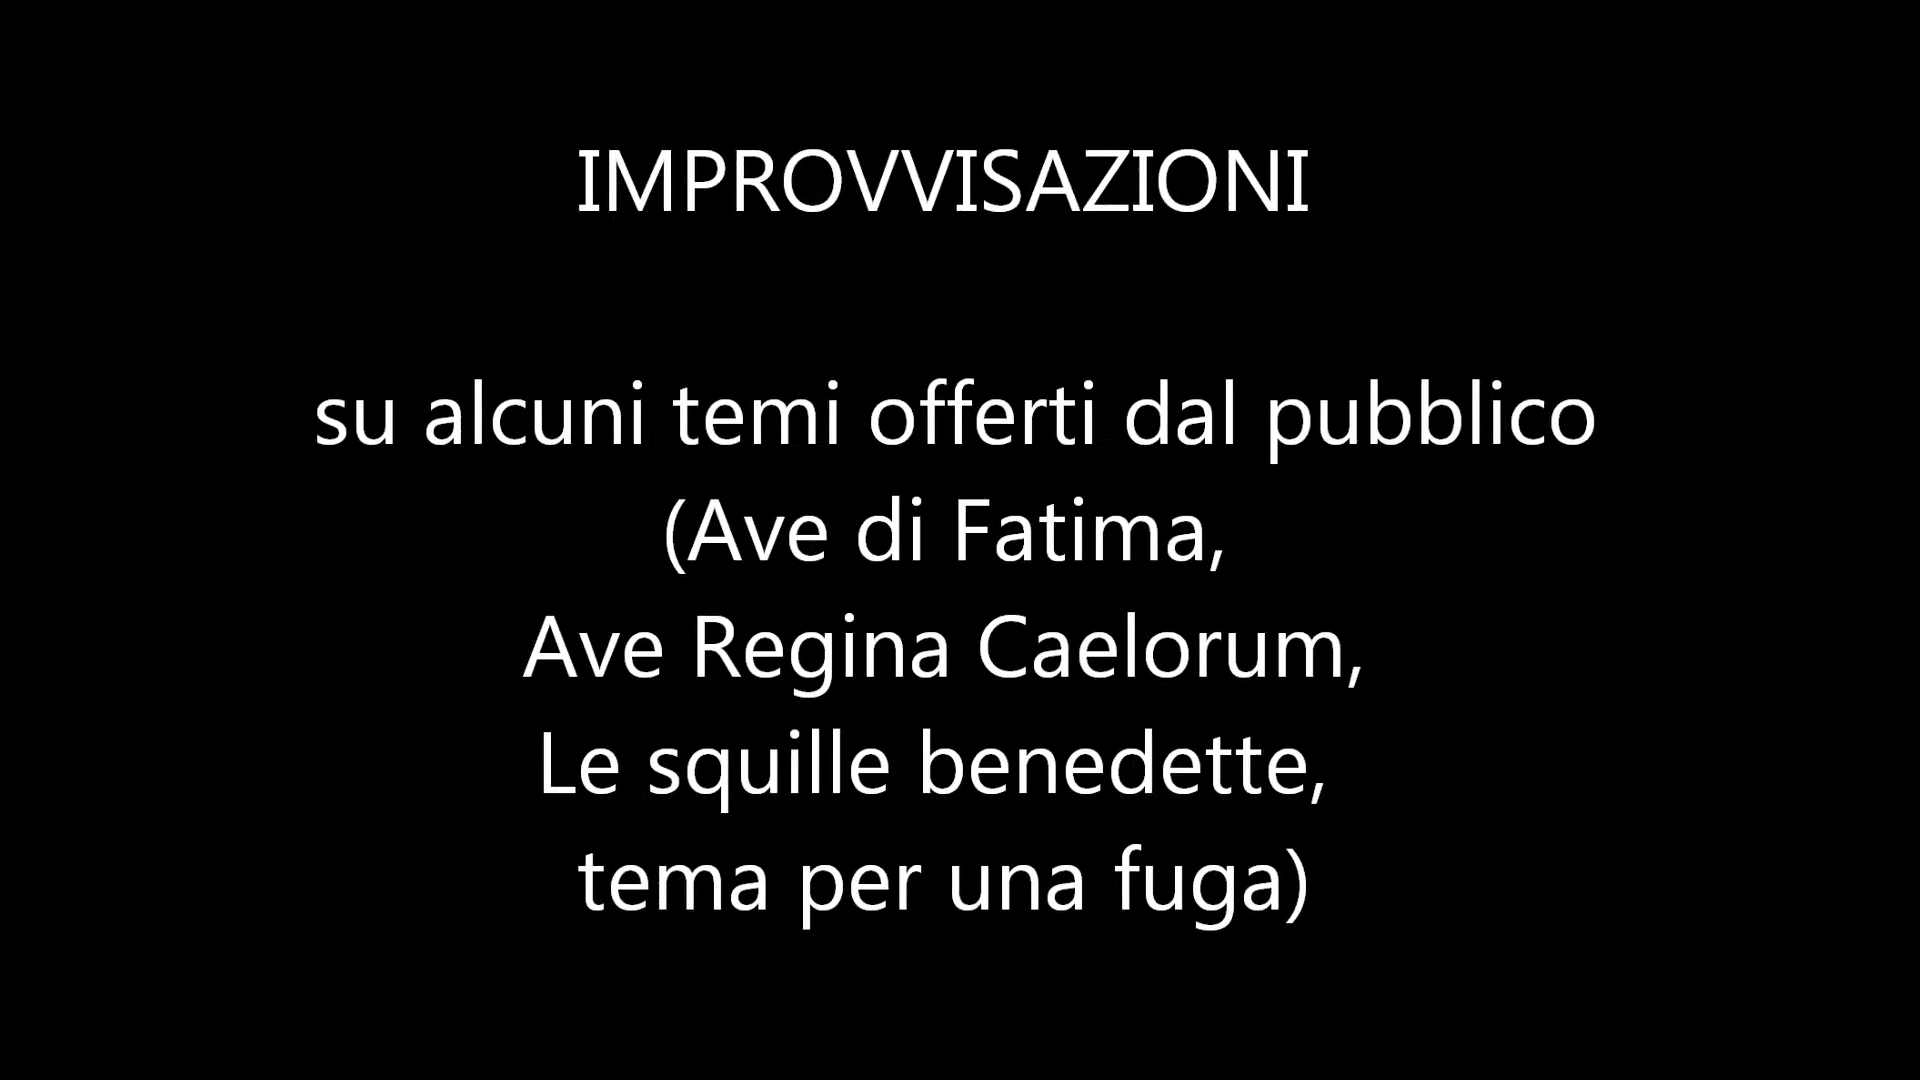 IMPROVVISAZIONI
su alcuni temi offerti dal pubblico
(Ave di Fatima,
Ave Regina Caelorum,
Le squille benedette,
tema per una fuga)